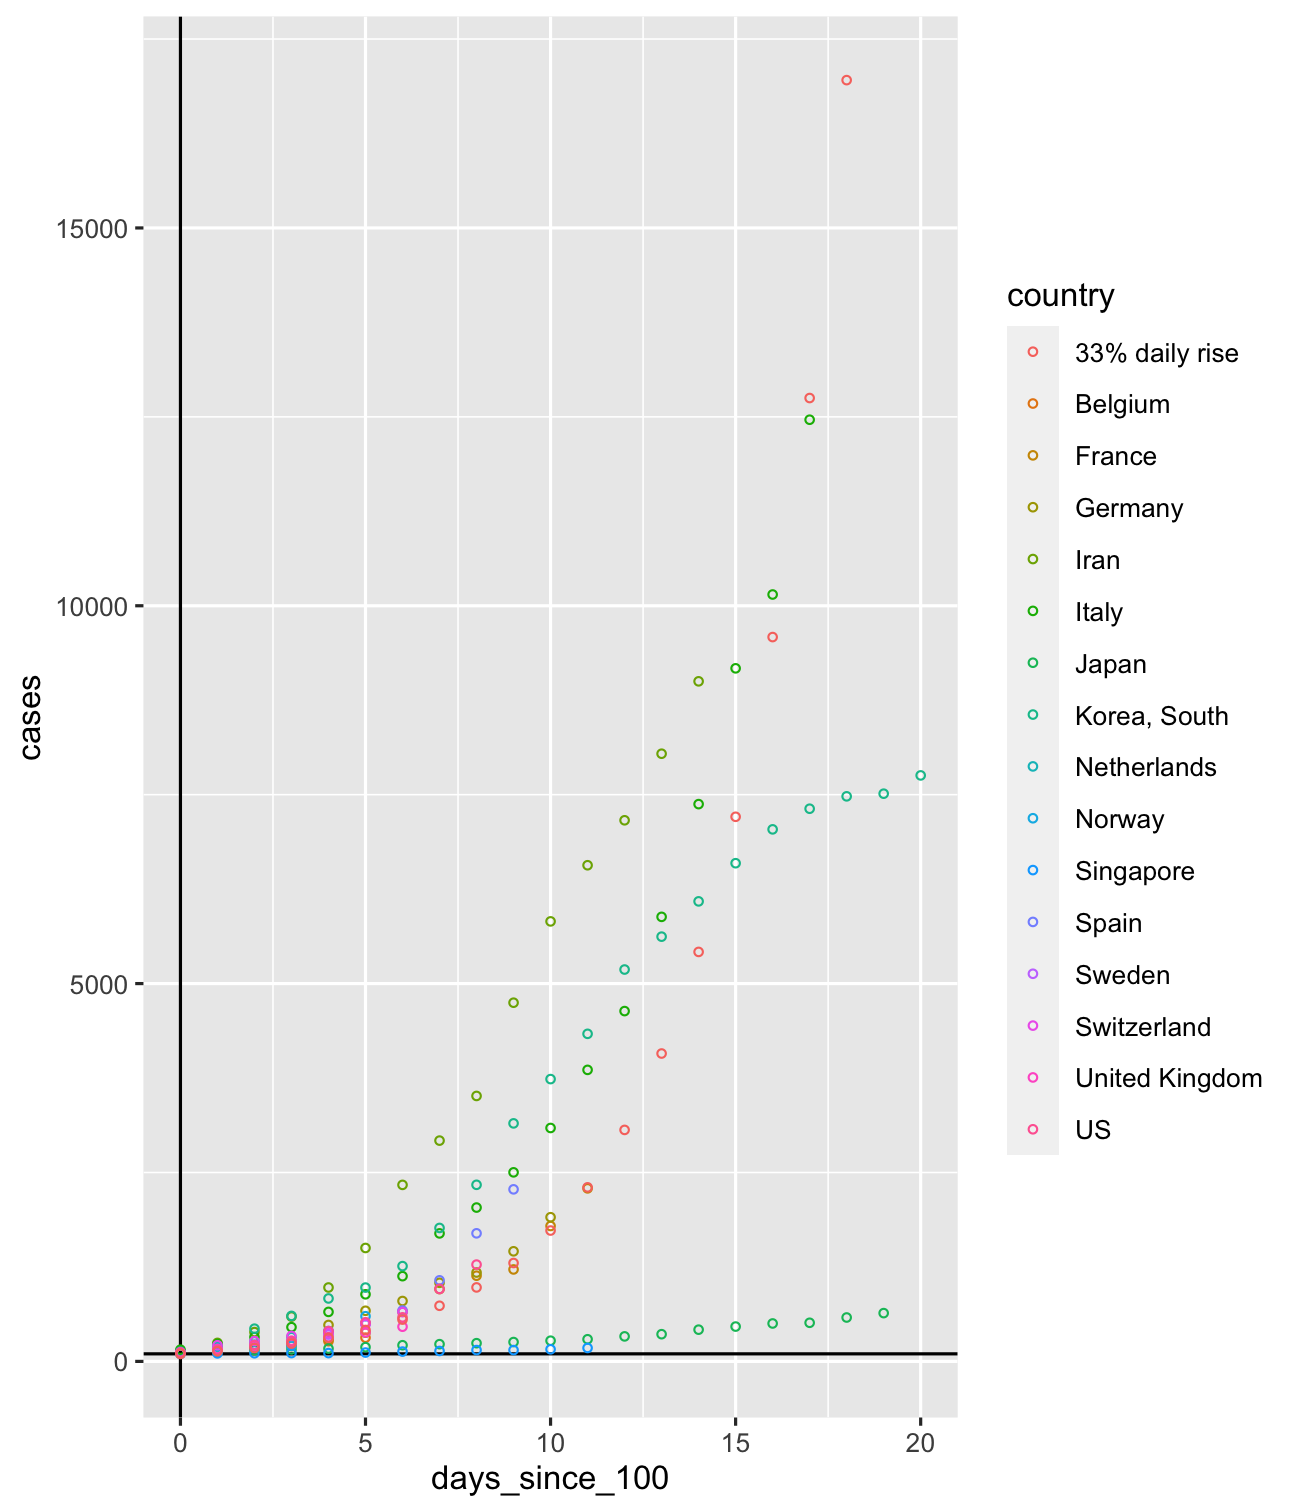 15000
10000
5000
0
cases
0 5 10 15 20
days_since_100
country
33% daily rise
Belgium
France
Germany
Iran
Italy
Japan
Korea, South
Netherlands
Norway
Singapore
Spain
Sweden
Switzerland
United Kingdom
US